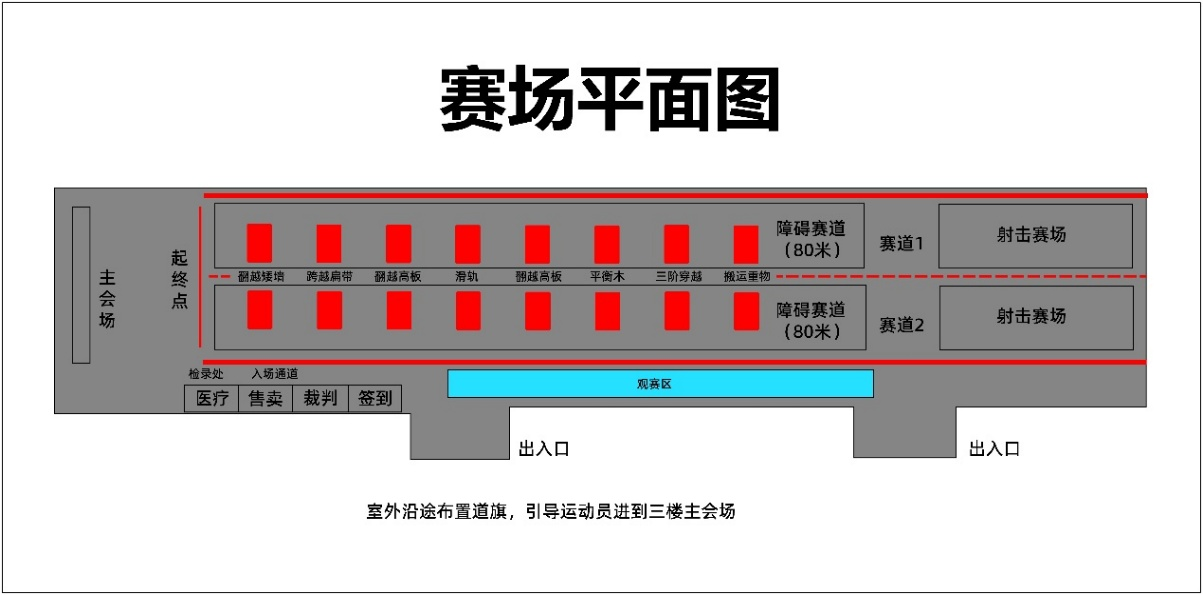 赛场平面图
主会场
起终点
障碍赛道
（80米）
赛道1
射击赛场
翻越矮墙
跨越肩带
翻越高板
滑轨
翻越高板
平衡木
三阶穿越
搬运重物
障碍赛道
（80米）
赛道2
射击赛场
检录处
入场通道
医疗
售卖
裁判
签到
观赛区
出入口
出入口
室外沿途布置道旗，引导运动员进到三楼主会场